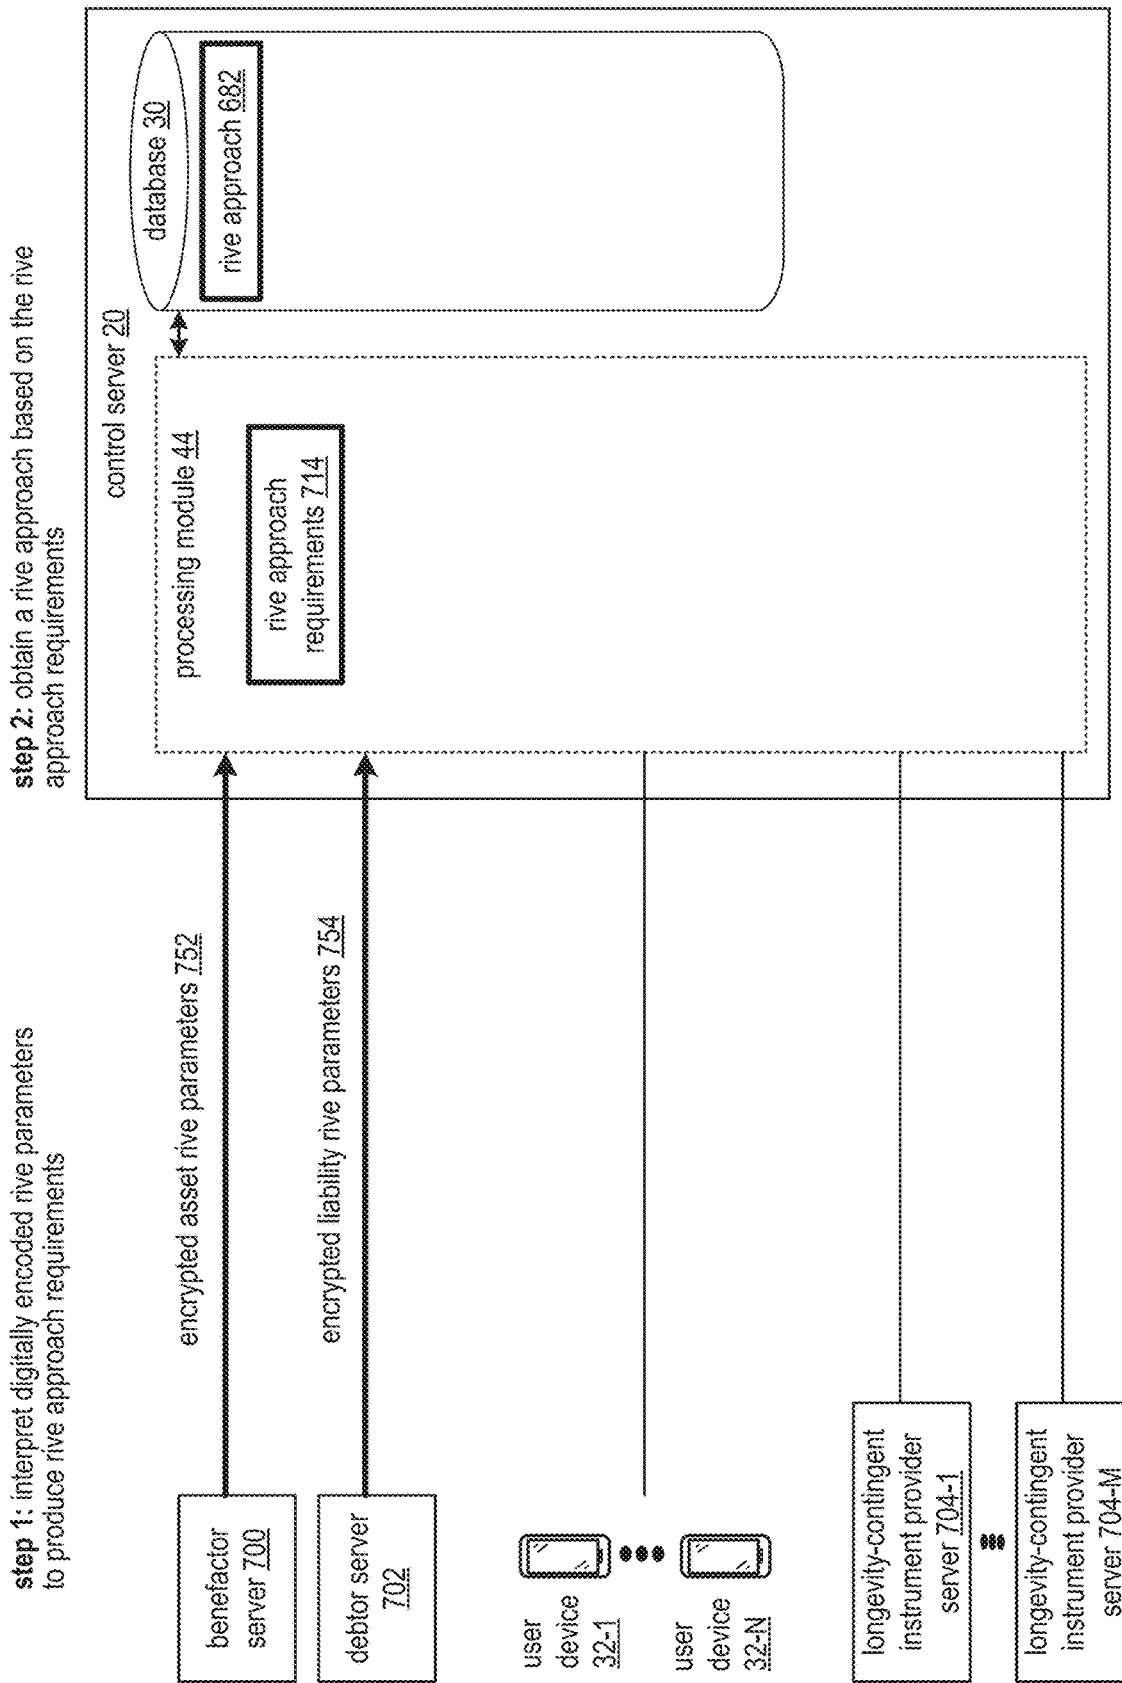 step 1: interpret digitally encoded rive parameters
to produce rive approach requirements
step 2: obtain a rive approach based on the rive
approach requirements
benefactor
server 700
encrypted asset rive parameters 752
debtor server
702
encrypted liability rive parameters 754
user
device
32-1
user
device
32-N
longevity-contingent
instrument provider
server 704-1
longevity-contingent
instrument provider
server 704-M
control server 20
processing module 44
rive approach
requirements 714
database 30
rive approach 682